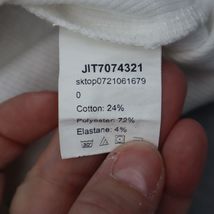 JIT7074321
sktop0721061679
0
Cotton: 24%
Polyester: 72%
Elastane: 4%